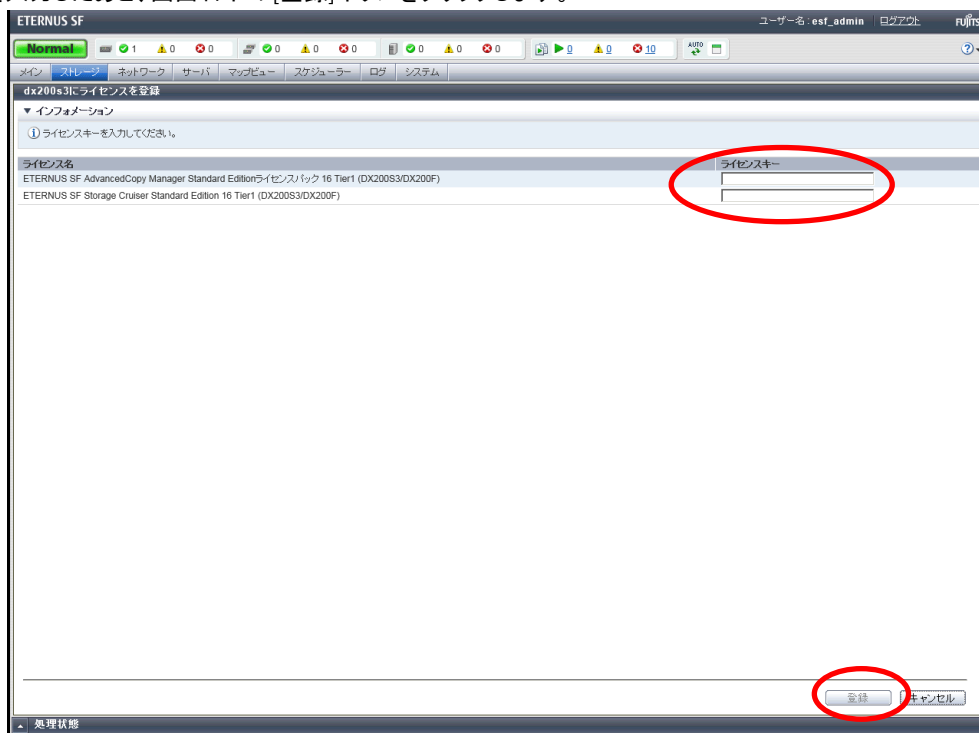 ETERNUS SF ユーザー名 : esf_admin ログアウト
Normal 1 0 0 0 0 0 0 0 0 0 0 10 AUTO ?
メイン ストレージ ネットワーク サーバ マップビュー スケジューラー ログ システム
dx200s3にライセンスを登録
▼ インフォメーション
ライセンスキーを入力してください。
ライセンス名 ライセンスキー
ETERNUS SF AdvancedCopy Manager Standard Editionライセンスパック 16 Tier1 (DX200S3/DX200F)
ETERNUS SF Storage Cruiser Standard Edition 16 Tier1 (DX200S3/DX200F)
登録 キャンセル
処理状態